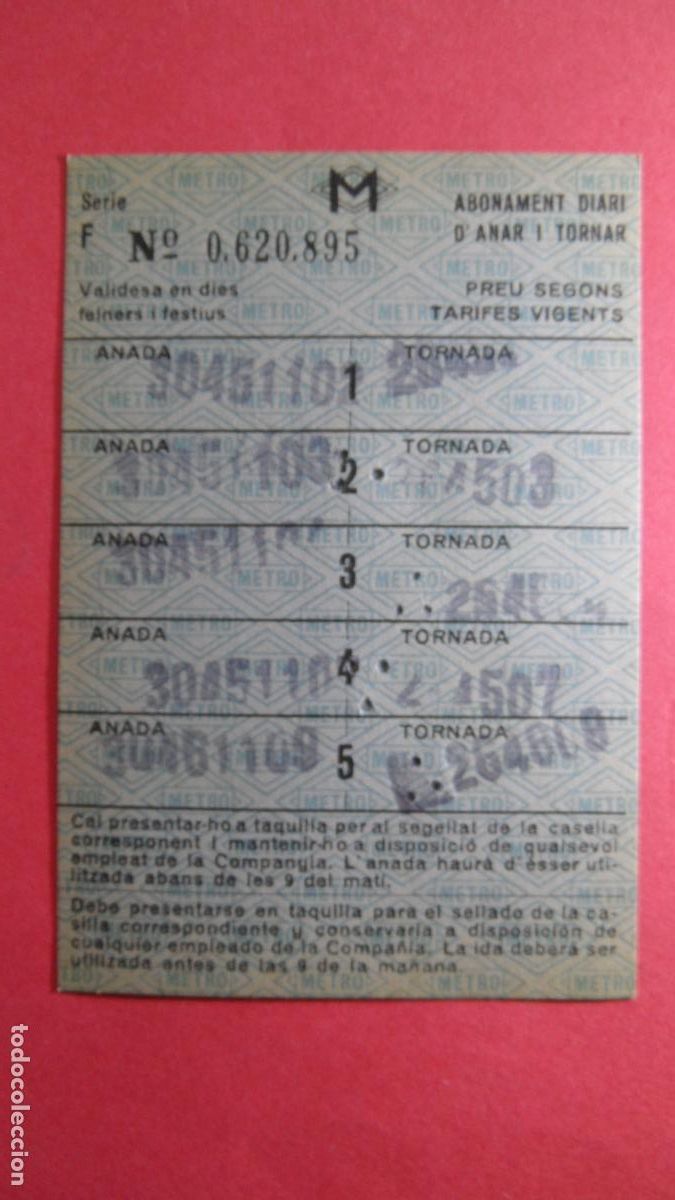 M
Serie
F Nº 0.620.895
ABONAMENT DIARI
D'ANAR I TORNAR
Validesa en dies
feiners i festius
PREU SEGONS
TARIFES VIGENTS
ANADA 1 TORNADA
30451102
ANADA 2 TORNADA
30451103 4503
ANADA 3 TORNADA
ANADA 4 TORNADA
4507
ANADA 5 TORNADA
30461109
Cal presentar-ho a taquilla per al segellat de la casella
corresponent i mantenir-ho a disposició de qualsevol
empleat de la Companyia. L'anada haurà d'ésser uti-
litzada abans de les 9 del matí.
Debe presentarse en taquilla para el sellado de la ca-
silla correspondiente y conservarla a disposición de
cualquier empleado de la Compañía. La ida deberá ser
utilizada antes de las 9 de la mañana.
todocoleccion